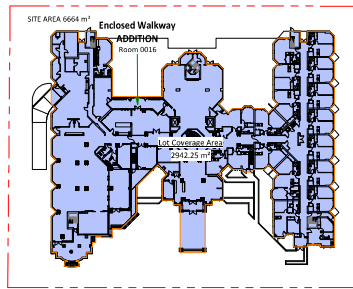 SITE AREA 6664 m²
Enclosed Walkway
ADDITION
Room 0016
Lot Coverage Area
2942.25 m²